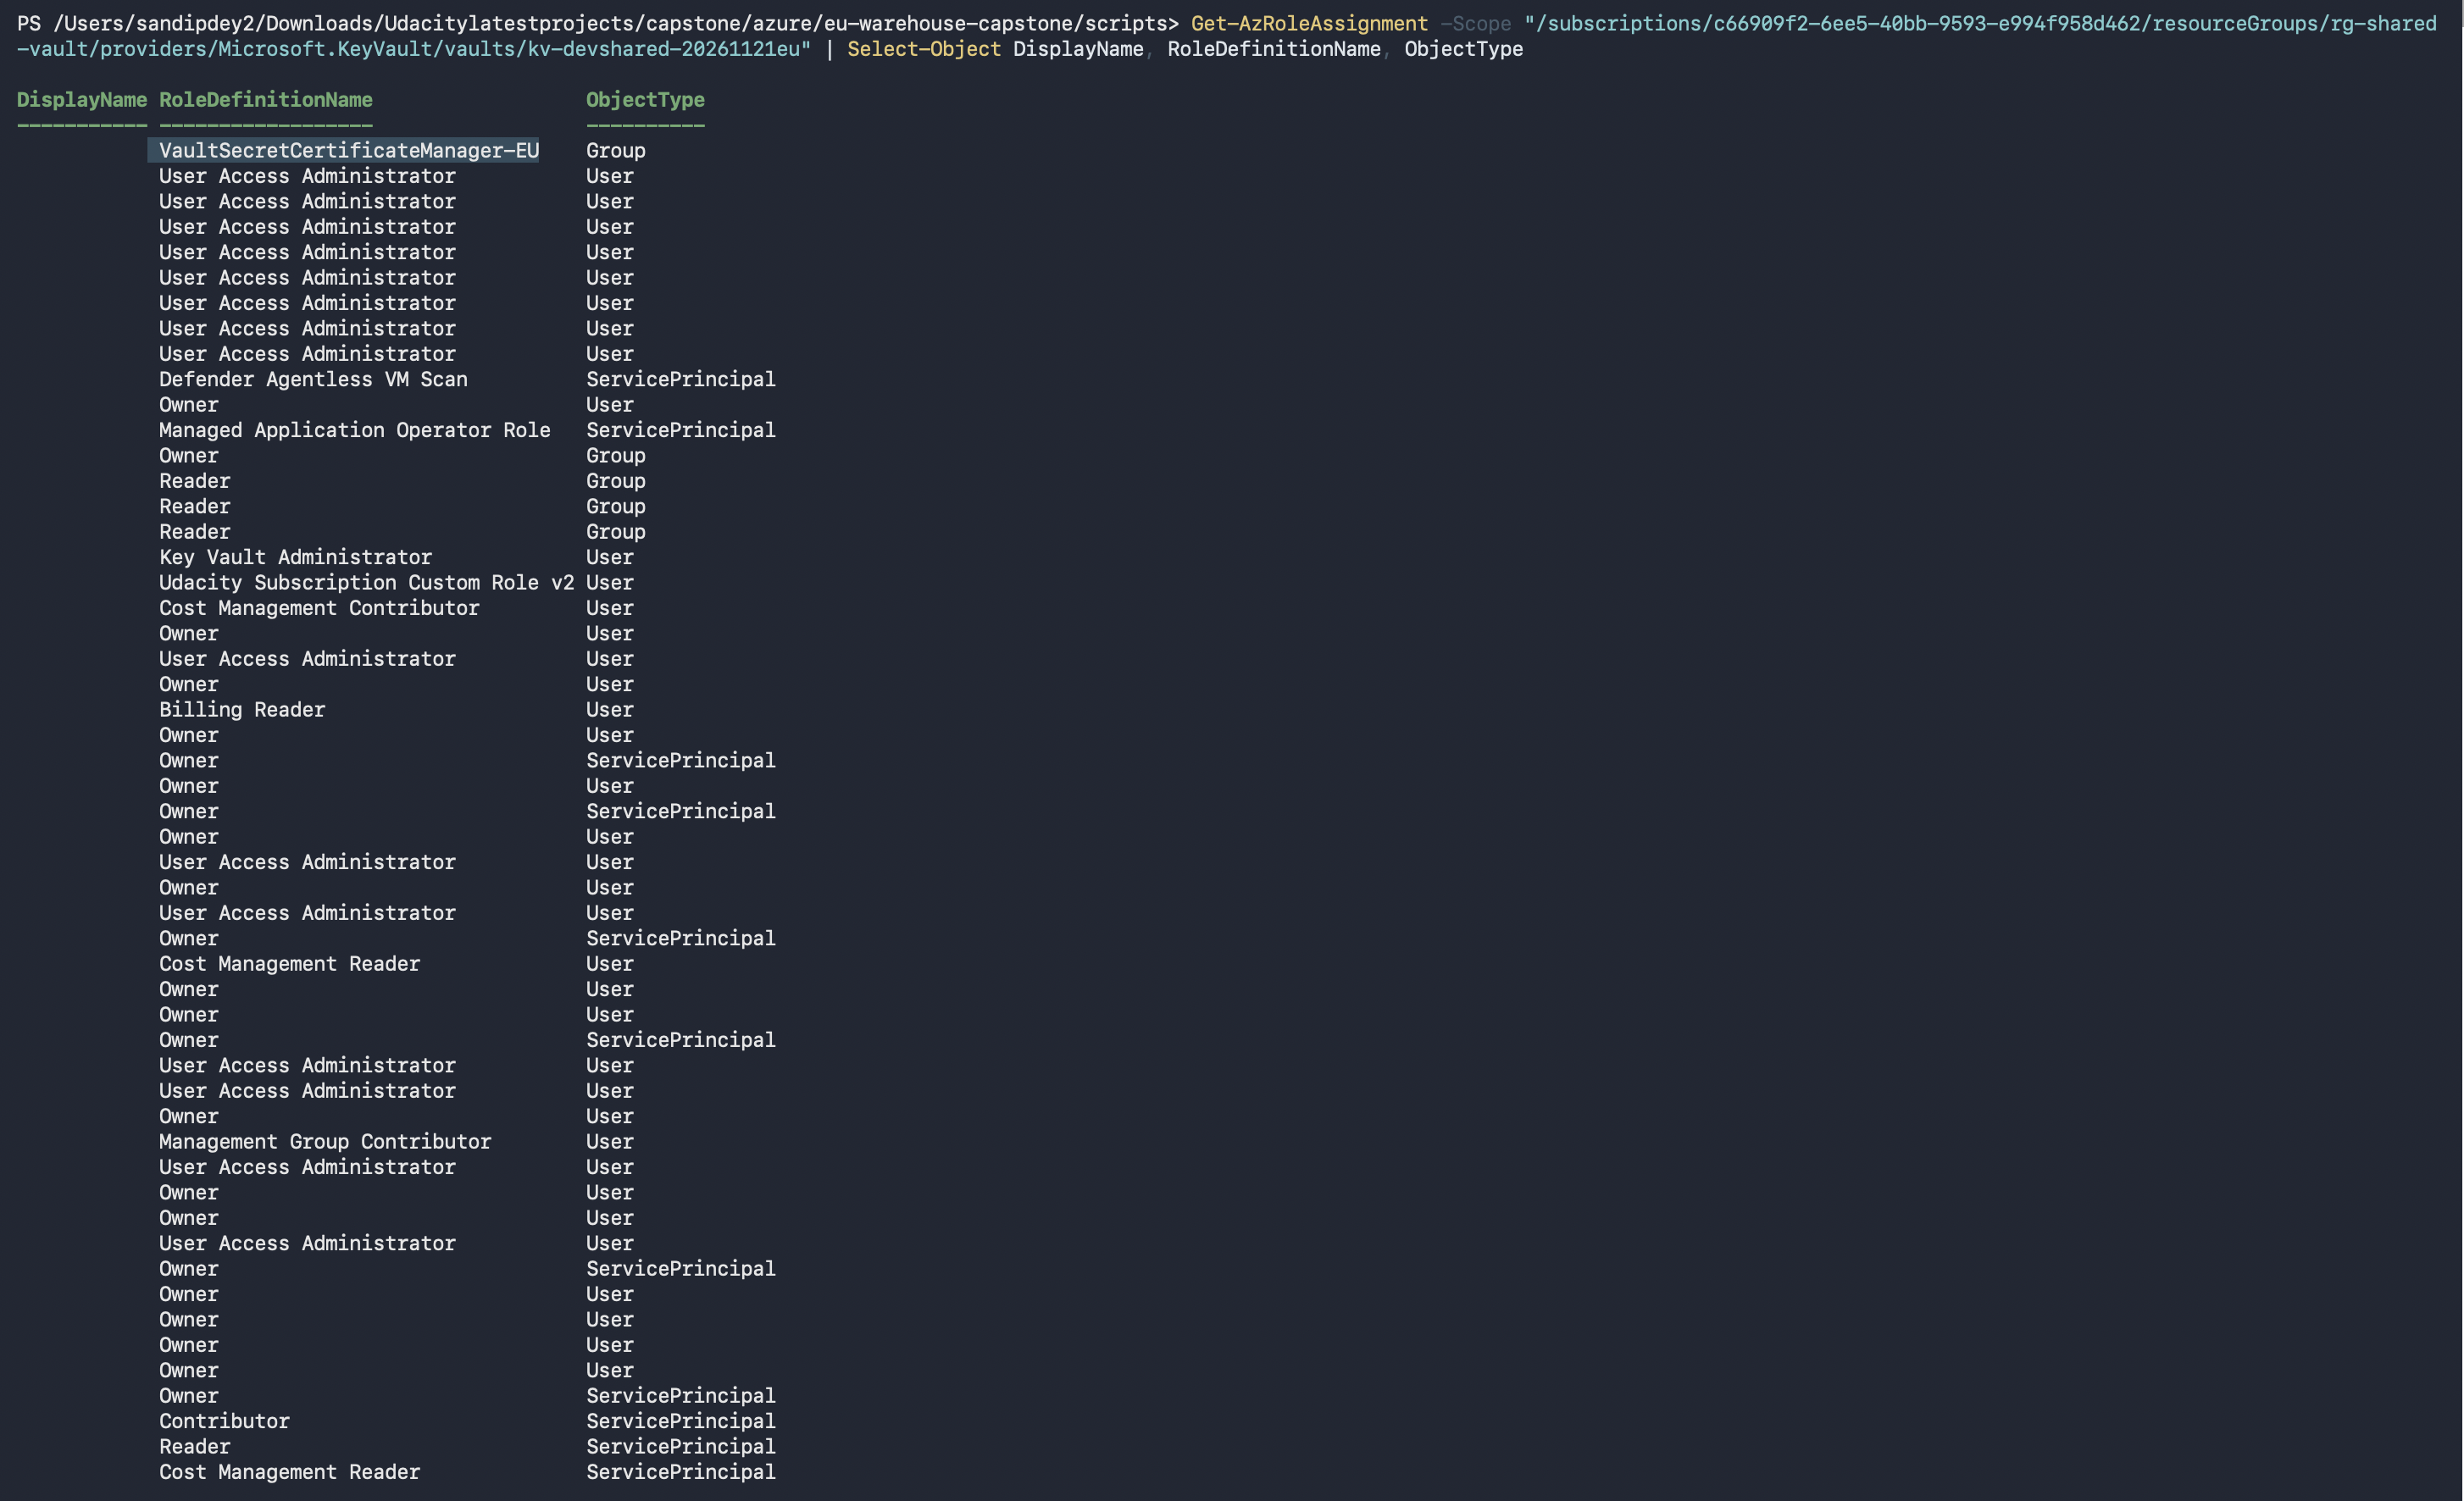 PS /Users/sandipdey2/Downloads/Udacitylatestprojects/capstone/azure/eu-warehouse-capstone/scripts> Get-AzRoleAssignment -Scope "/subscriptions/c66909f2-6ee5-40bb-9593-e994f958d462/resourceGroups/rg-shared
-vault/providers/Microsoft.KeyVault/vaults/kv-devshared-20261121eu" | Select-Object DisplayName, RoleDefinitionName, ObjectType
DisplayName RoleDefinitionName ObjectType
----------- ------------------ ----------
VaultSecretCertificateManager-EU Group
User Access Administrator User
User Access Administrator User
User Access Administrator User
User Access Administrator User
User Access Administrator User
User Access Administrator User
User Access Administrator User
User Access Administrator User
Defender Agentless VM Scan ServicePrincipal
Owner User
Managed Application Operator Role ServicePrincipal
Owner Group
Reader Group
Reader Group
Reader Group
Key Vault Administrator User
Udacity Subscription Custom Role v2 User
Cost Management Contributor User
Owner User
User Access Administrator User
Owner User
Billing Reader User
Owner User
Owner ServicePrincipal
Owner User
Owner ServicePrincipal
Owner User
User Access Administrator User
Owner User
User Access Administrator User
Owner ServicePrincipal
Cost Management Reader User
Owner User
Owner User
Owner ServicePrincipal
User Access Administrator User
User Access Administrator User
Owner User
Management Group Contributor User
User Access Administrator User
Owner User
Owner User
User Access Administrator User
Owner ServicePrincipal
Owner User
Owner User
Owner User
Owner User
Owner ServicePrincipal
Contributor ServicePrincipal
Reader ServicePrincipal
Cost Management Reader ServicePrincipal